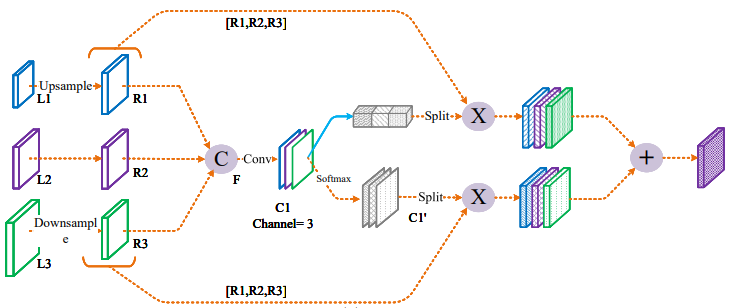 [R1,R2,R3]
Upsample
L1
R1
Split
X
C
Conv
F
Softmax
L2
R2
C1
Channel= 3
Split
X
C1'
+
Downsampl
e
L3
R3
[R1,R2,R3]